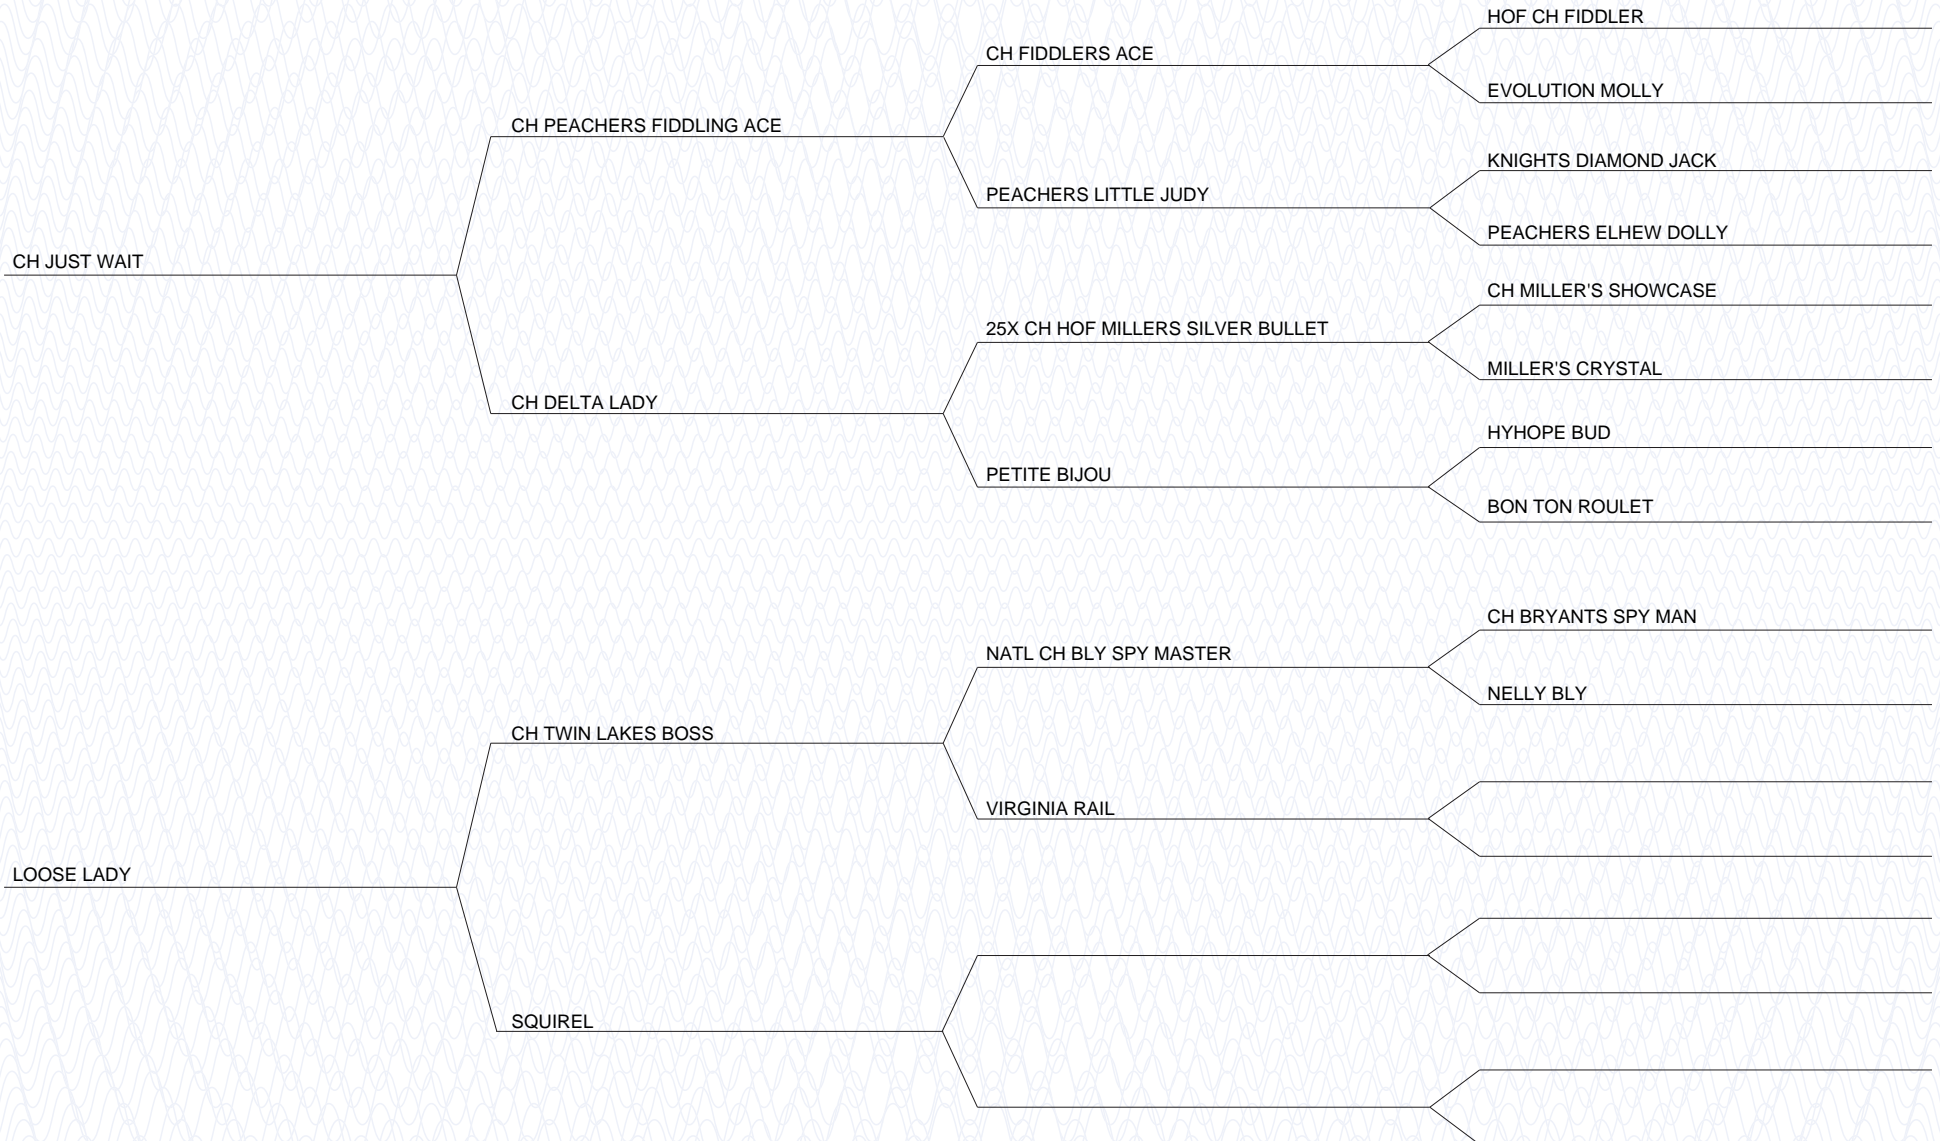 HOF CH FIDDLER
CH FIDDLERS ACE
EVOLUTION MOLLY
CH PEACHERS FIDDLING ACE
KNIGHTS DIAMOND JACK
PEACHERS LITTLE JUDY
PEACHERS ELHEW DOLLY
CH JUST WAIT
CH MILLER'S SHOWCASE
25X CH HOF MILLERS SILVER BULLET
MILLER'S CRYSTAL
CH DELTA LADY
HYHOPE BUD
PETITE BIJOU
BON TON ROULET
CH BRYANTS SPY MAN
NATL CH BLY SPY MASTER
NELLY BLY
CH TWIN LAKES BOSS
VIRGINIA RAIL
LOOSE LADY
SQUIREL